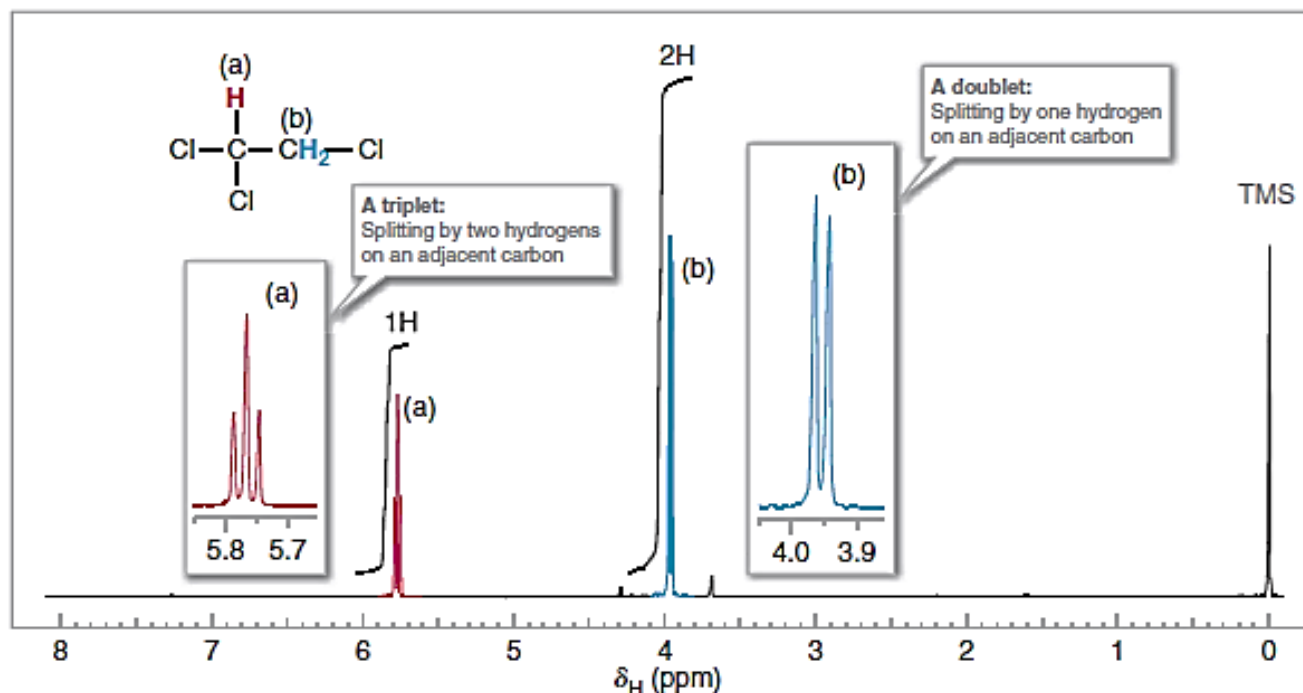 (a)
H
(b)
Cl—C—CH₂—Cl
Cl
A triplet:
Splitting by two hydrogens
on an adjacent carbon
(a)
5.8 5.7
1H
(a)
2H
(b)
A doublet:
Splitting by one hydrogen
on an adjacent carbon
(b)
4.0 3.9
TMS
8 7 6 5 4 3 2 1 0
δH (ppm)